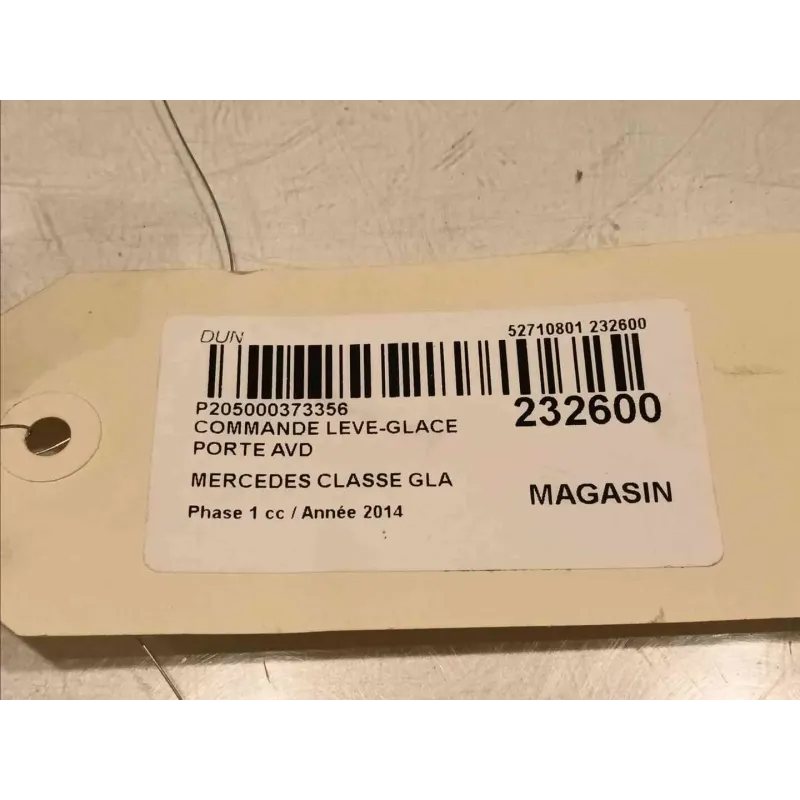 DUN
52710801 232600
P205000373356
232600
COMMANDE LEVE-GLACE
PORTE AVD
MERCEDES CLASSE GLA
MAGASIN
Phase 1 cc / Année 2014